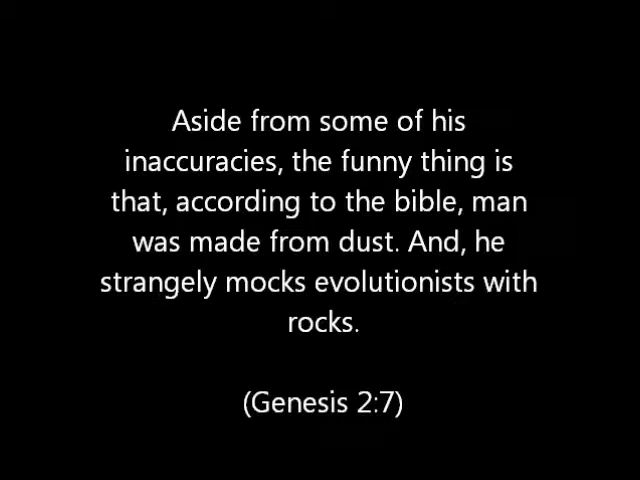 Aside from some of his
inaccuracies, the funny thing is
that, according to the bible, man
was made from dust. And, he
strangely mocks evolutionists with
rocks.
(Genesis 2:7)